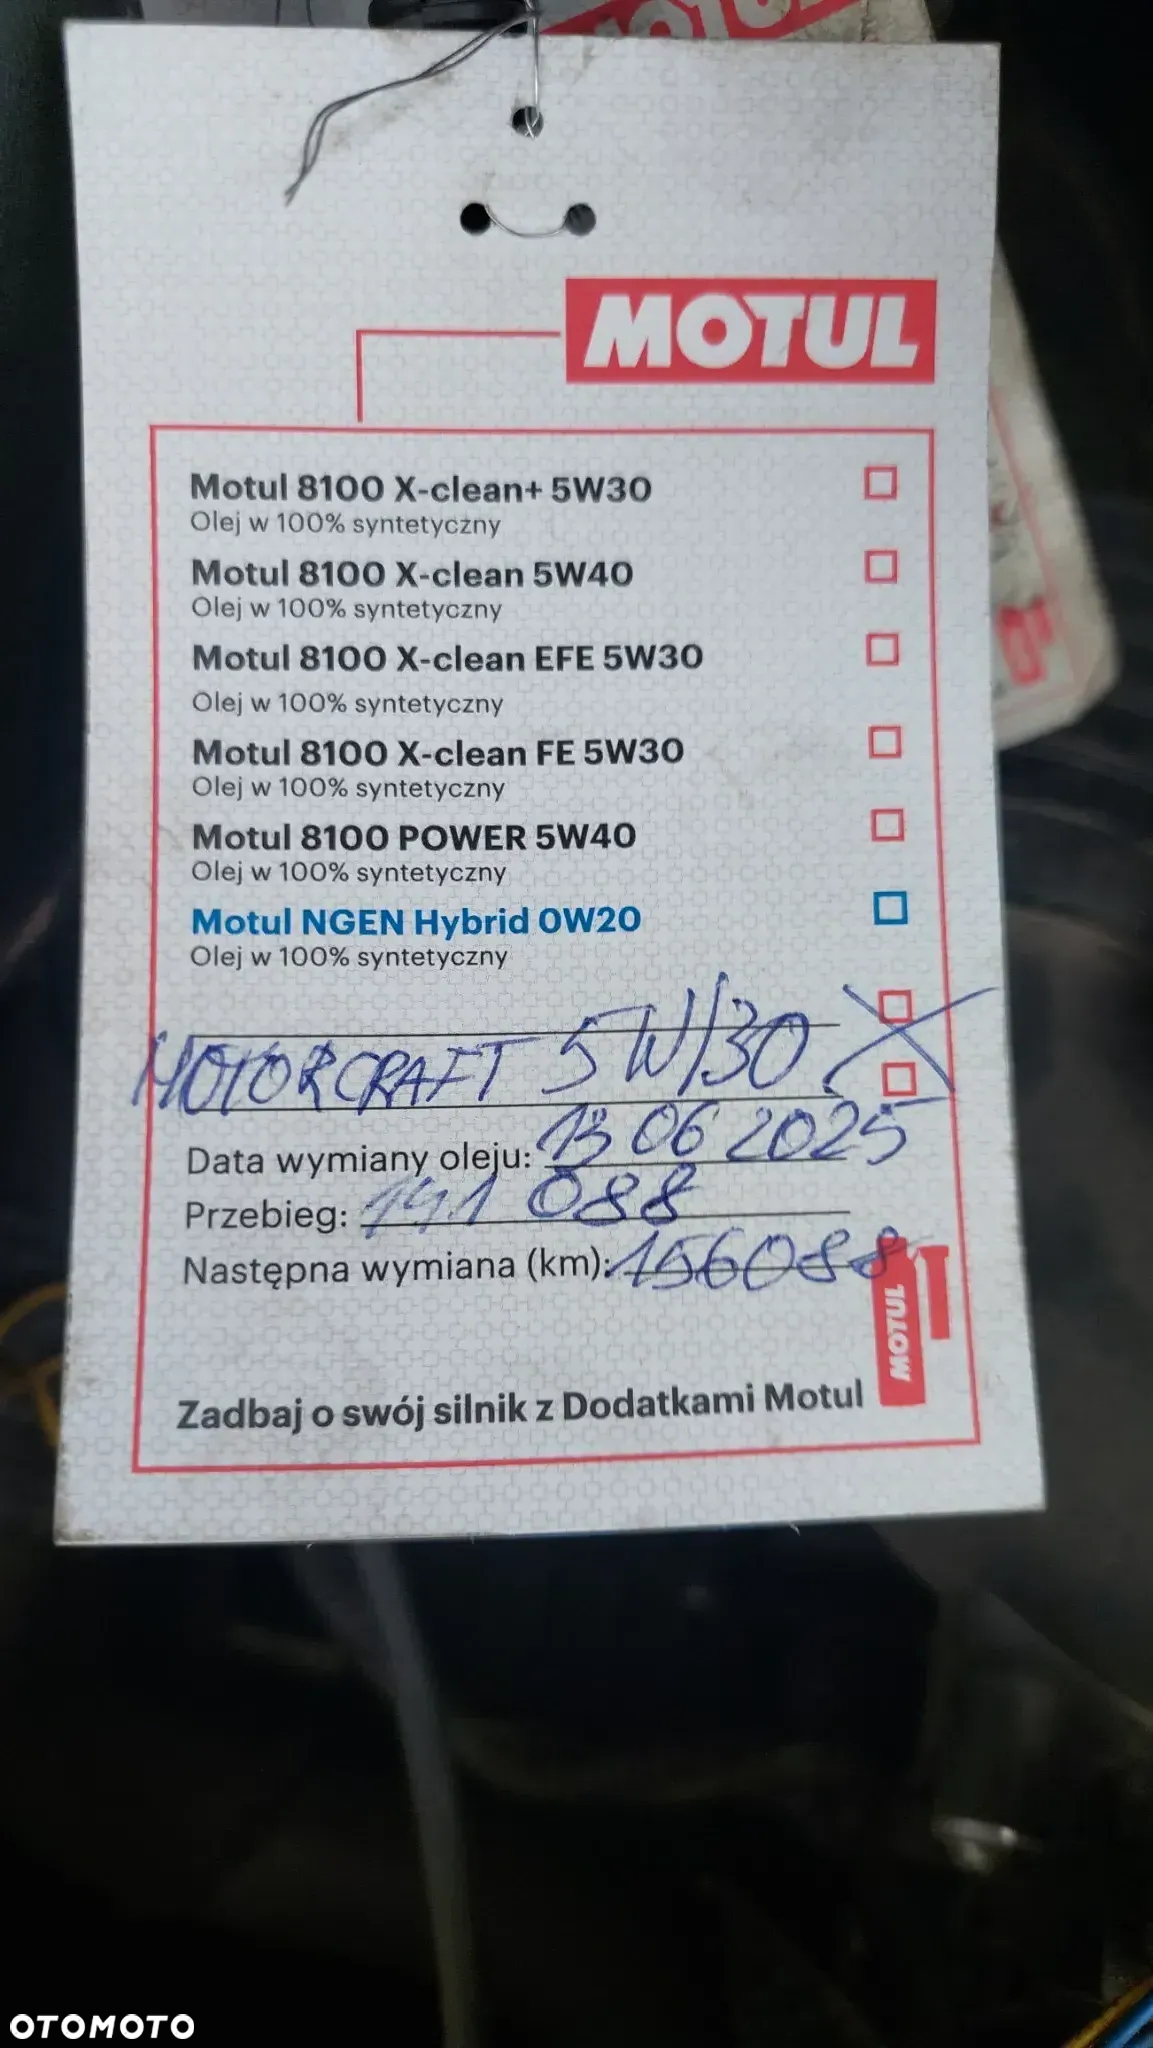 MOTUL
MOTUL
Motul 8100 X-clean+ 5W30
Olej w 100% syntetyczny
Motul 8100 X-clean 5W40
Olej w 100% syntetyczny
Motul 8100 X-clean EFE 5W30
Olej w 100% syntetyczny
Motul 8100 X-clean FE 5W30
Olej w 100% syntetyczny
Motul 8100 POWER 5W40
Olej w 100% syntetyczny
Motul NGEN Hybrid 0W20
Olej w 100% syntetyczny
MOTORCRAFT 5W/30
Data wymiany oleju: 13 06 2025
Przebieg: 141 088
Następna wymiana (km): 156088
MOTUL
Zadbaj o swój silnik z Dodatkami Motul
OTOMOTO